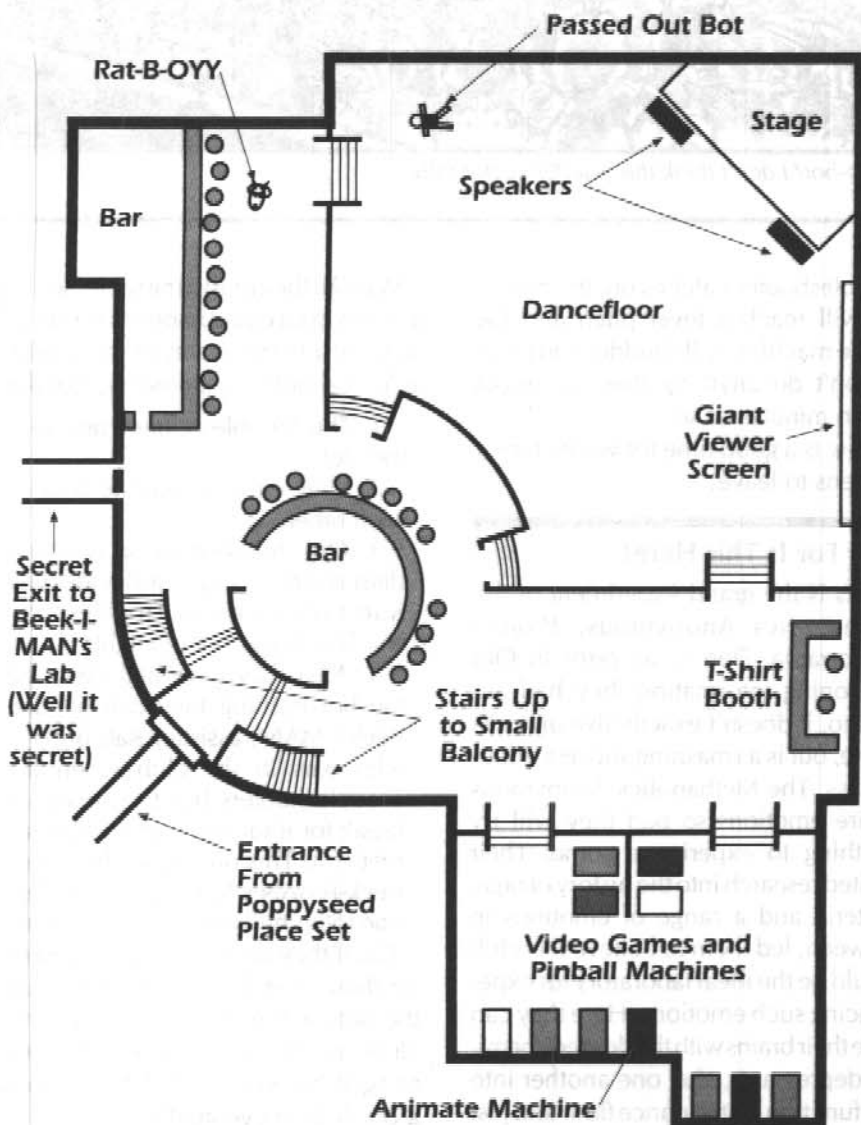 Passed Out Bot
Rat-B-OYY
Stage
Speakers
Bar
Dancefloor
Giant
Viewer
Screen
Bar
Secret
Exit to
Beek-I-
MAN's
Lab
(Well it
was
secret)
T-Shirt
Booth
Stairs Up
to Small
Balcony
Entrance
From
Poppyseed
Place Set
Video Games and
Pinball Machines
Animate Machine